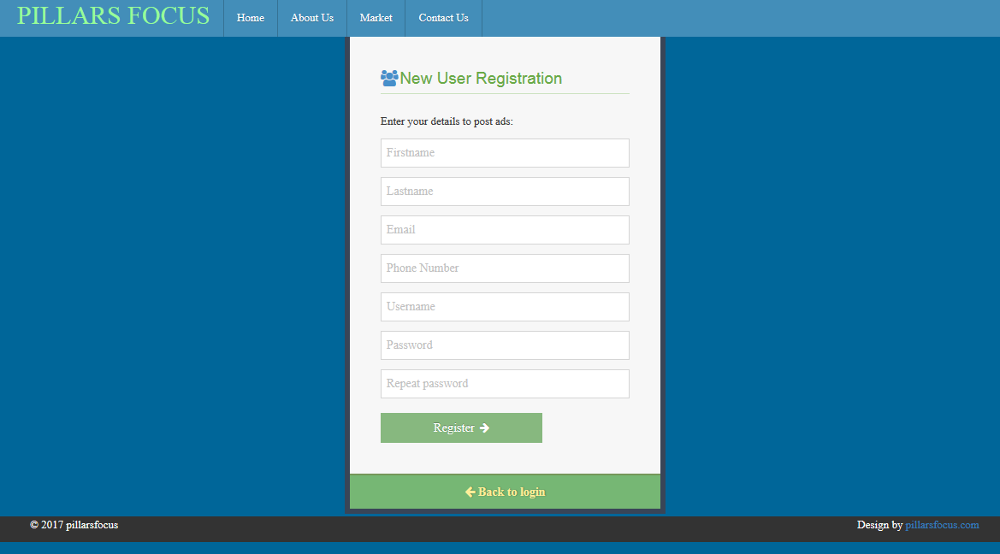 PILLARS FOCUS Home About Us Market Contact Us
New User Registration
Enter your details to post ads:
Firstname
Lastname
Email
Phone Number
Username
Password
Repeat password
Register
Back to login
© 2017 pillarsfocus Design by pillarsfocus.com